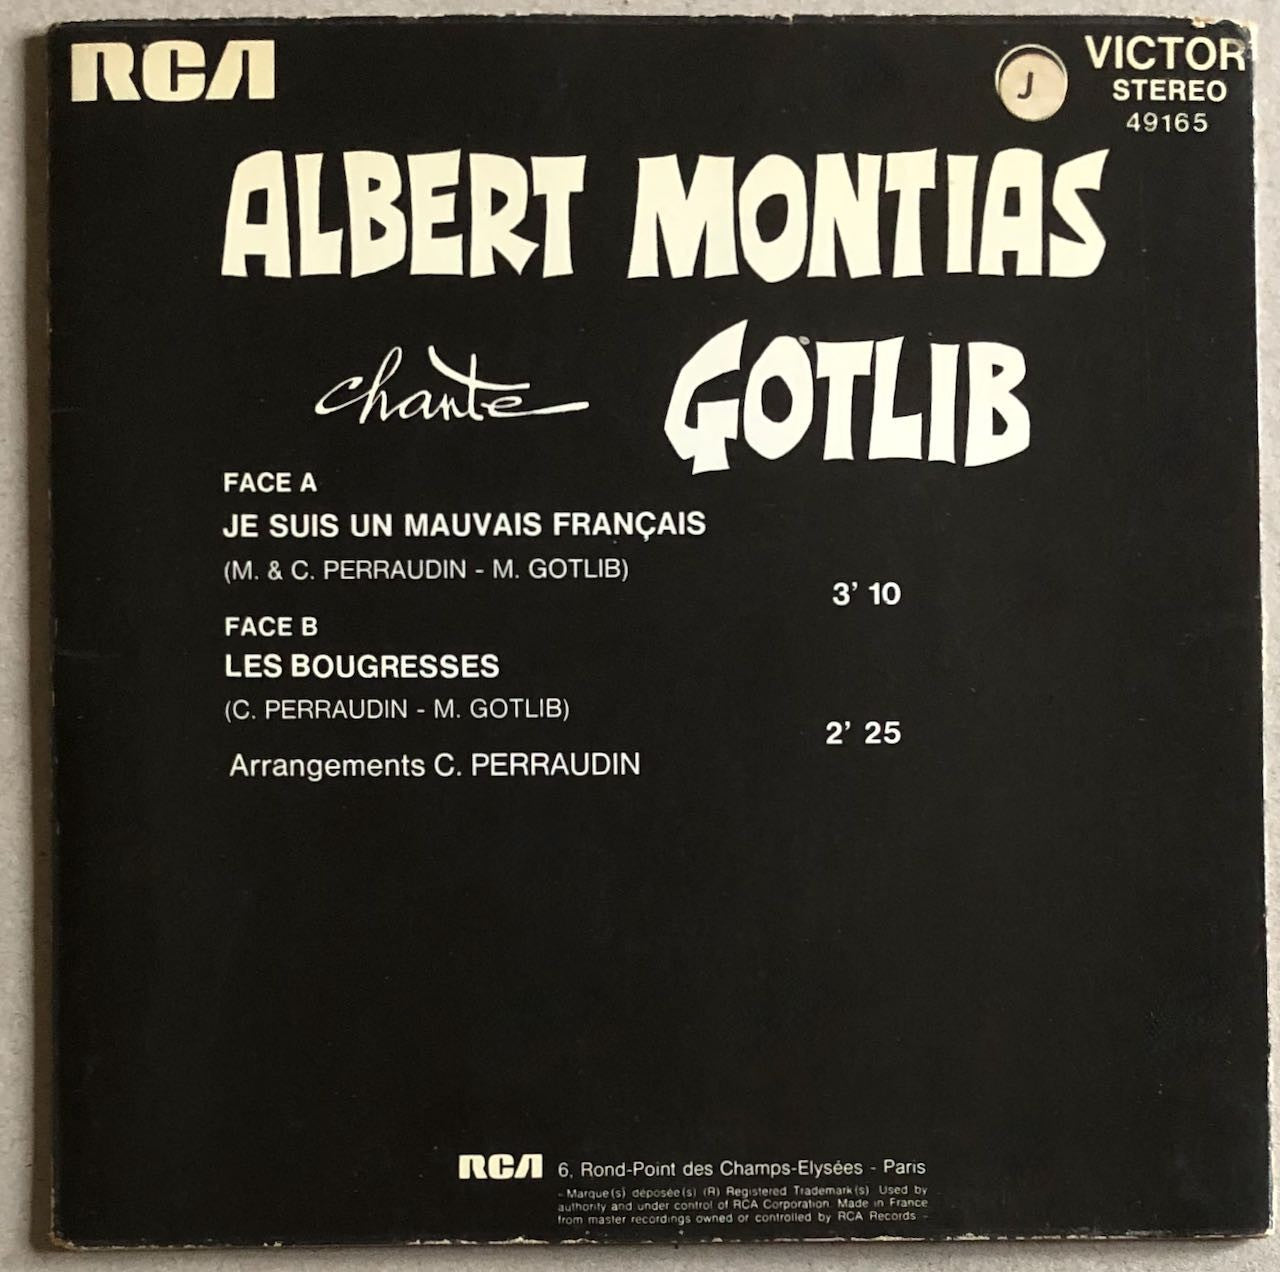 RCA
J
VICTOR
STEREO
49165
ALBERT MONTIAS
chante GOTLIB
FACE A
JE SUIS UN MAUVAIS FRANÇAIS
(M. & C. PERRAUDIN - M. GOTLIB)
3' 10
FACE B
LES BOUGRESSES
(C. PERRAUDIN - M. GOTLIB)
2' 25
Arrangements C. PERRAUDIN
RCA 6, Rond-Point des Champs-Elysées - Paris
- Marque(s) déposée(s) (R) Registered Trademark(s). Used by
authority and under control of RCA Corporation. Made in France
from master recordings owned or controlled by RCA Records -